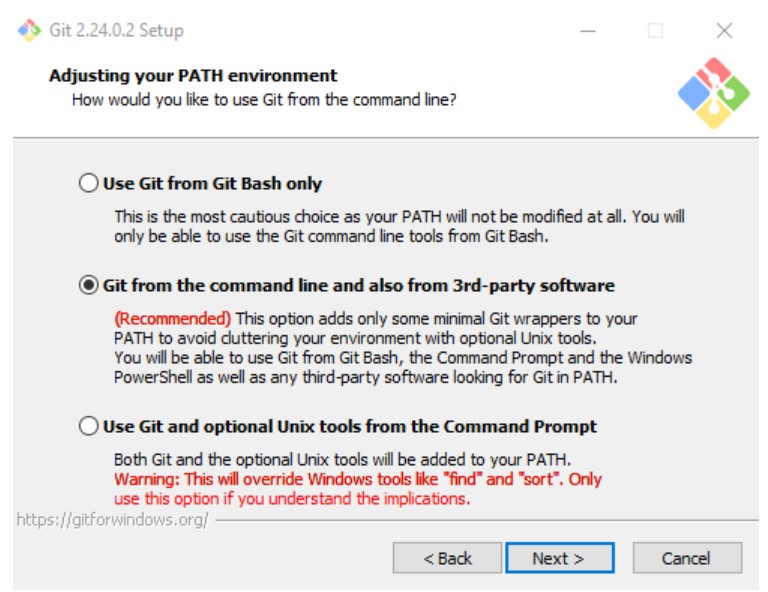 Git 2.24.0.2 Setup
Adjusting your PATH environment
How would you like to use Git from the command line?
Use Git from Git Bash only
This is the most cautious choice as your PATH will not be modified at all. You will
only be able to use the Git command line tools from Git Bash.
Git from the command line and also from 3rd-party software
(Recommended) This option adds only some minimal Git wrappers to your
PATH to avoid cluttering your environment with optional Unix tools.
You will be able to use Git from Git Bash, the Command Prompt and the Windows
PowerShell as well as any third-party software looking for Git in PATH.
Use Git and optional Unix tools from the Command Prompt
Both Git and the optional Unix tools will be added to your PATH.
Warning: This will override Windows tools like "find" and "sort". Only
use this option if you understand the implications.
https://gitforwindows.org/
< Back Next > Cancel